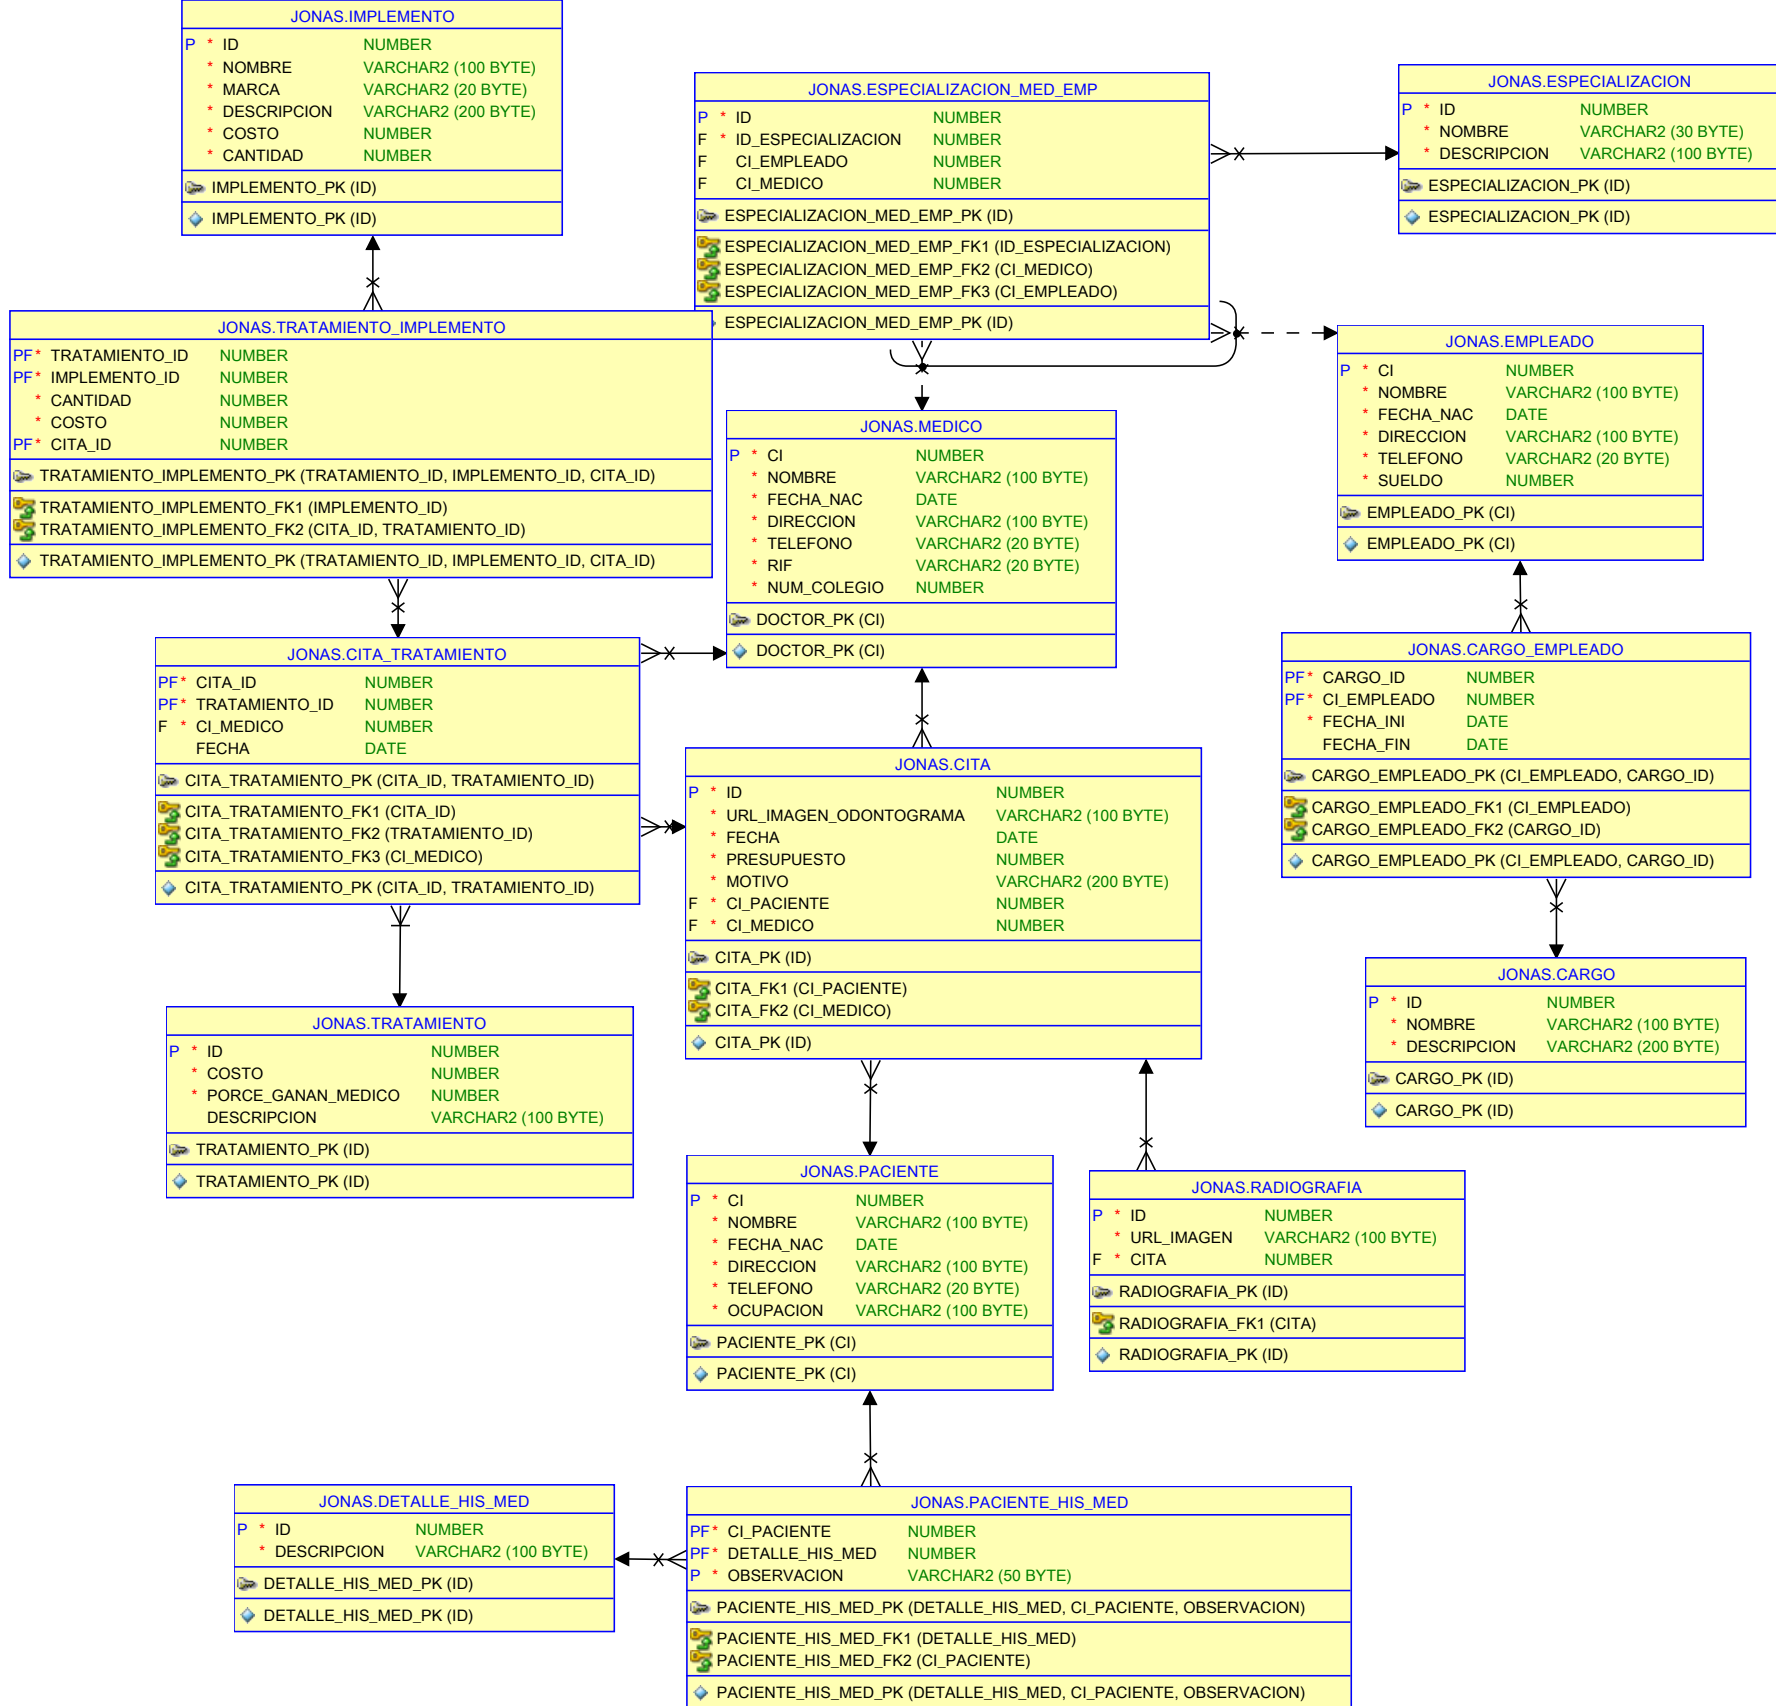 JONAS.IMPLEMENTO
P * ID NUMBER
* NOMBRE VARCHAR2 (100 BYTE)
* MARCA VARCHAR2 (20 BYTE)
* DESCRIPCION VARCHAR2 (200 BYTE)
* COSTO NUMBER
* CANTIDAD NUMBER
IMPLEMENTO_PK (ID)
IMPLEMENTO_PK (ID)
JONAS.ESPECIALIZACION_MED_EMP
P * ID NUMBER
F * ID_ESPECIALIZACION NUMBER
F CI_EMPLEADO NUMBER
F CI_MEDICO NUMBER
ESPECIALIZACION_MED_EMP_PK (ID)
ESPECIALIZACION_MED_EMP_FK1 (ID_ESPECIALIZACION)
ESPECIALIZACION_MED_EMP_FK2 (CI_MEDICO)
ESPECIALIZACION_MED_EMP_FK3 (CI_EMPLEADO)
ESPECIALIZACION_MED_EMP_PK (ID)
JONAS.ESPECIALIZACION
P * ID NUMBER
* NOMBRE VARCHAR2 (30 BYTE)
* DESCRIPCION VARCHAR2 (100 BYTE)
ESPECIALIZACION_PK (ID)
ESPECIALIZACION_PK (ID)
JONAS.TRATAMIENTO_IMPLEMENTO
PF * TRATAMIENTO_ID NUMBER
PF * IMPLEMENTO_ID NUMBER
* CANTIDAD NUMBER
* COSTO NUMBER
PF * CITA_ID NUMBER
TRATAMIENTO_IMPLEMENTO_PK (TRATAMIENTO_ID, IMPLEMENTO_ID, CITA_ID)
TRATAMIENTO_IMPLEMENTO_FK1 (IMPLEMENTO_ID)
TRATAMIENTO_IMPLEMENTO_FK2 (CITA_ID, TRATAMIENTO_ID)
TRATAMIENTO_IMPLEMENTO_PK (TRATAMIENTO_ID, IMPLEMENTO_ID, CITA_ID)
JONAS.EMPLEADO
P * CI NUMBER
* NOMBRE VARCHAR2 (100 BYTE)
* FECHA_NAC DATE
* DIRECCION VARCHAR2 (100 BYTE)
* TELEFONO VARCHAR2 (20 BYTE)
* SUELDO NUMBER
EMPLEADO_PK (CI)
EMPLEADO_PK (CI)
JONAS.MEDICO
P * CI NUMBER
* NOMBRE VARCHAR2 (100 BYTE)
* FECHA_NAC DATE
* DIRECCION VARCHAR2 (100 BYTE)
* TELEFONO VARCHAR2 (20 BYTE)
* RIF VARCHAR2 (20 BYTE)
* NUM_COLEGIO NUMBER
DOCTOR_PK (CI)
DOCTOR_PK (CI)
JONAS.CITA_TRATAMIENTO
PF * CITA_ID NUMBER
PF * TRATAMIENTO_ID NUMBER
F * CI_MEDICO NUMBER
FECHA DATE
CITA_TRATAMIENTO_PK (CITA_ID, TRATAMIENTO_ID)
CITA_TRATAMIENTO_FK1 (CITA_ID)
CITA_TRATAMIENTO_FK2 (TRATAMIENTO_ID)
CITA_TRATAMIENTO_FK3 (CI_MEDICO)
CITA_TRATAMIENTO_PK (CITA_ID, TRATAMIENTO_ID)
JONAS.CARGO_EMPLEADO
PF * CARGO_ID NUMBER
PF * CI_EMPLEADO NUMBER
* FECHA_INI DATE
FECHA_FIN DATE
CARGO_EMPLEADO_PK (CI_EMPLEADO, CARGO_ID)
CARGO_EMPLEADO_FK1 (CI_EMPLEADO)
CARGO_EMPLEADO_FK2 (CARGO_ID)
CARGO_EMPLEADO_PK (CI_EMPLEADO, CARGO_ID)
JONAS.CITA
P * ID NUMBER
* URL_IMAGEN_ODONTOGRAMA VARCHAR2 (100 BYTE)
* FECHA DATE
* PRESUPUESTO NUMBER
* MOTIVO VARCHAR2 (200 BYTE)
F * CI_PACIENTE NUMBER
F * CI_MEDICO NUMBER
CITA_PK (ID)
CITA_FK1 (CI_PACIENTE)
CITA_FK2 (CI_MEDICO)
CITA_PK (ID)
JONAS.CARGO
P * ID NUMBER
* NOMBRE VARCHAR2 (100 BYTE)
* DESCRIPCION VARCHAR2 (200 BYTE)
CARGO_PK (ID)
CARGO_PK (ID)
JONAS.TRATAMIENTO
P * ID NUMBER
* COSTO NUMBER
* PORCE_GANAN_MEDICO NUMBER
DESCRIPCION VARCHAR2 (100 BYTE)
TRATAMIENTO_PK (ID)
TRATAMIENTO_PK (ID)
JONAS.PACIENTE
P * CI NUMBER
* NOMBRE VARCHAR2 (100 BYTE)
* FECHA_NAC DATE
* DIRECCION VARCHAR2 (100 BYTE)
* TELEFONO VARCHAR2 (20 BYTE)
* OCUPACION VARCHAR2 (100 BYTE)
PACIENTE_PK (CI)
PACIENTE_PK (CI)
JONAS.RADIOGRAFIA
P * ID NUMBER
* URL_IMAGEN VARCHAR2 (100 BYTE)
F * CITA NUMBER
RADIOGRAFIA_PK (ID)
RADIOGRAFIA_FK1 (CITA)
RADIOGRAFIA_PK (ID)
JONAS.DETALLE_HIS_MED
P * ID NUMBER
* DESCRIPCION VARCHAR2 (100 BYTE)
DETALLE_HIS_MED_PK (ID)
DETALLE_HIS_MED_PK (ID)
JONAS.PACIENTE_HIS_MED
PF * CI_PACIENTE NUMBER
PF * DETALLE_HIS_MED NUMBER
P * OBSERVACION VARCHAR2 (50 BYTE)
PACIENTE_HIS_MED_PK (DETALLE_HIS_MED, CI_PACIENTE, OBSERVACION)
PACIENTE_HIS_MED_FK1 (DETALLE_HIS_MED)
PACIENTE_HIS_MED_FK2 (CI_PACIENTE)
PACIENTE_HIS_MED_PK (DETALLE_HIS_MED, CI_PACIENTE, OBSERVACION)